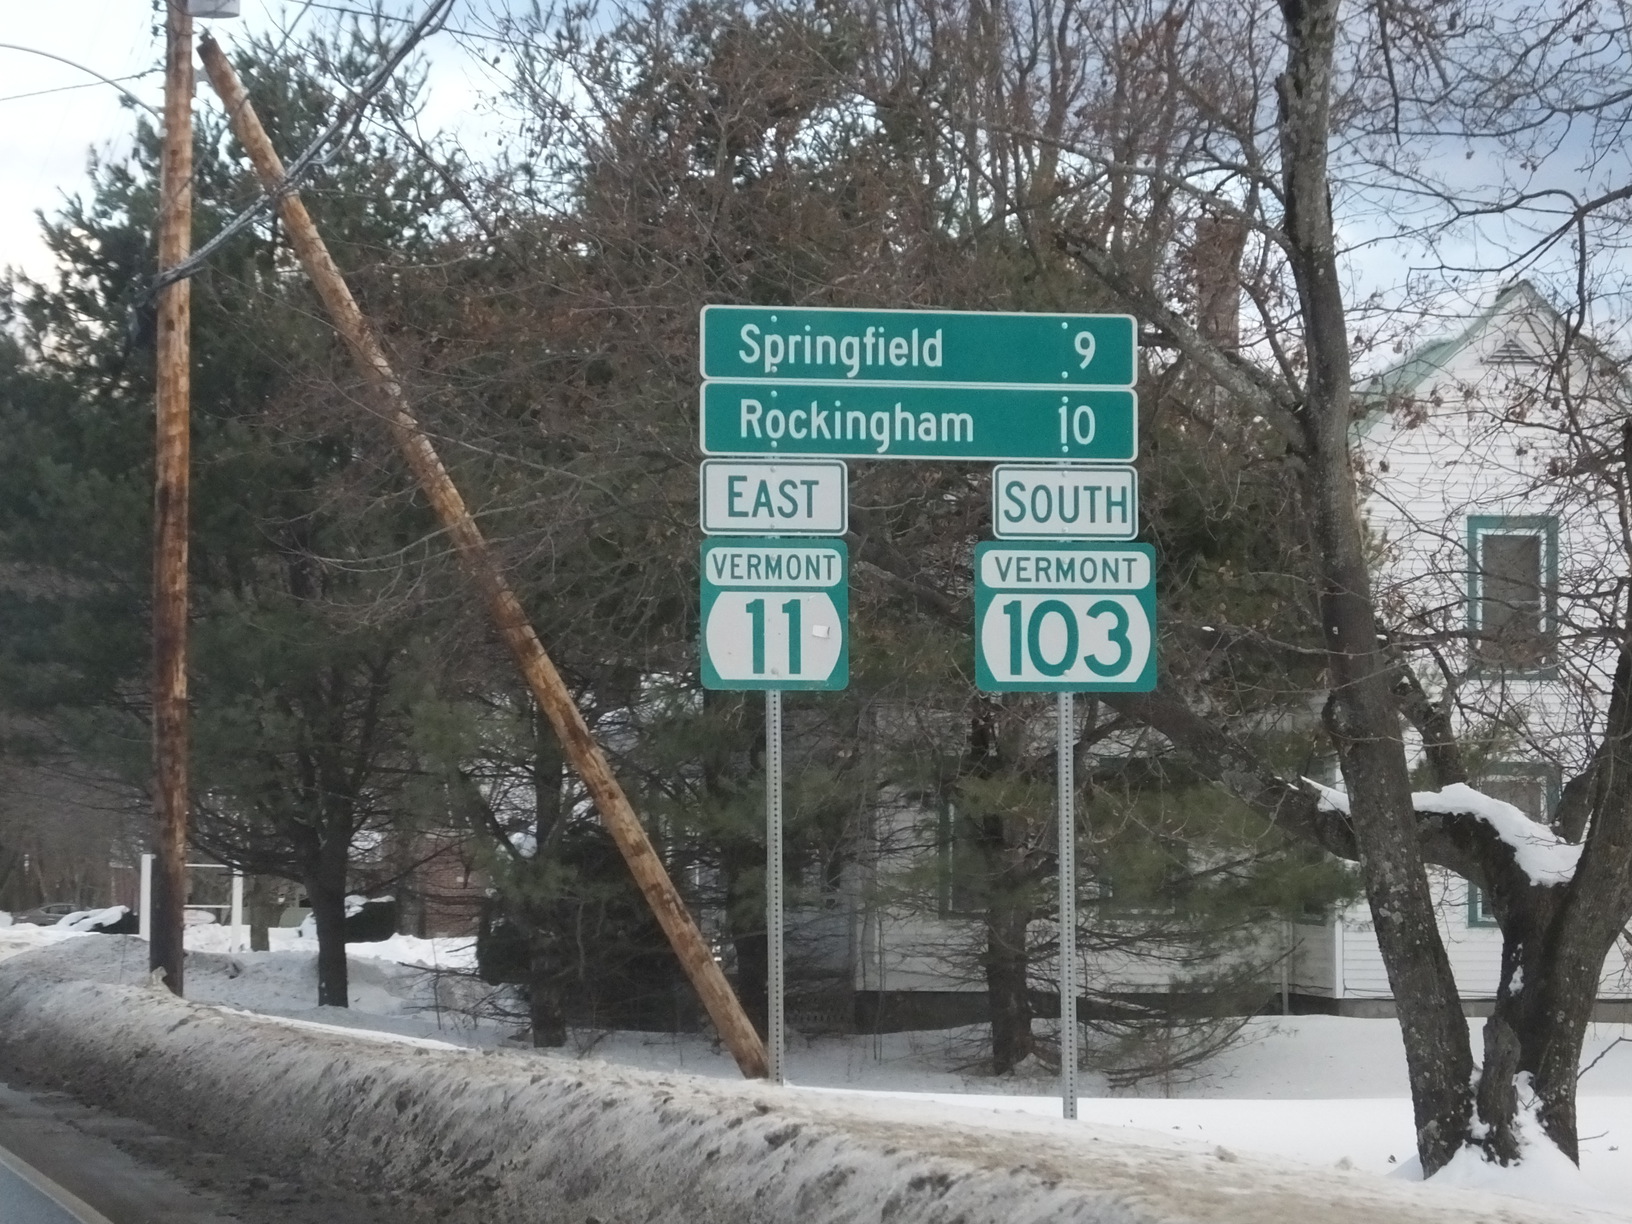 Springfield 9
Rockingham 10
EAST
SOUTH
VERMONT
11
VERMONT
103